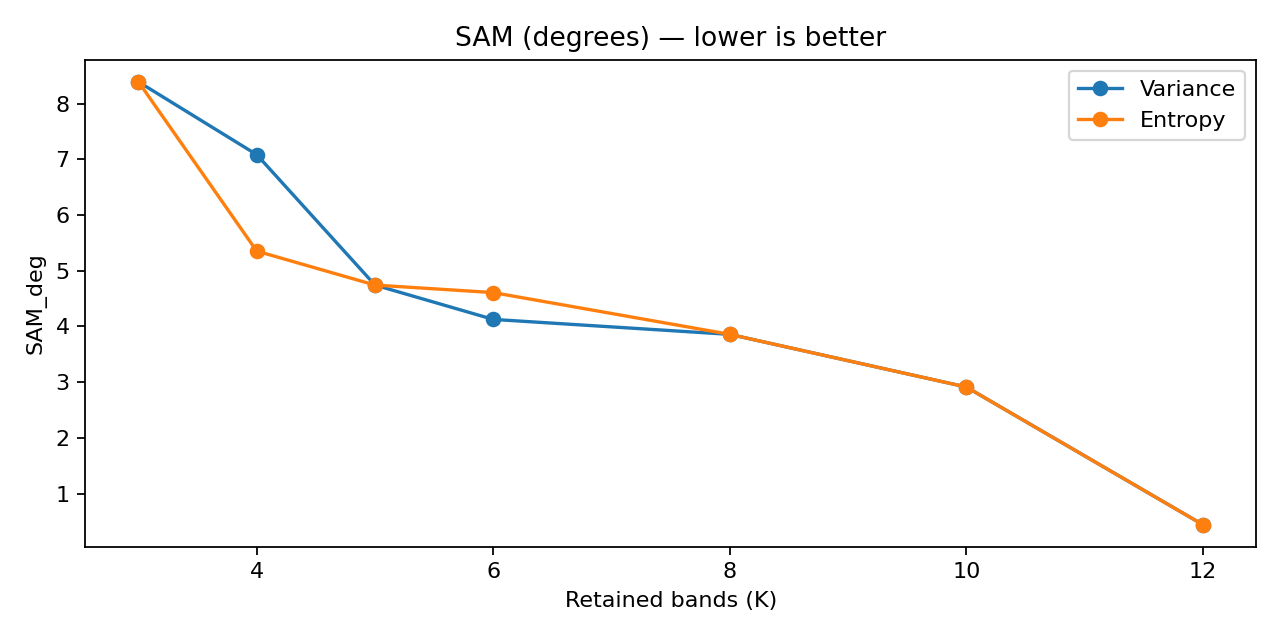 SAM (degrees) — lower is better
Variance
Entropy
SAM_deg
8
7
6
5
4
3
2
1
4 6 8 10 12
Retained bands (K)